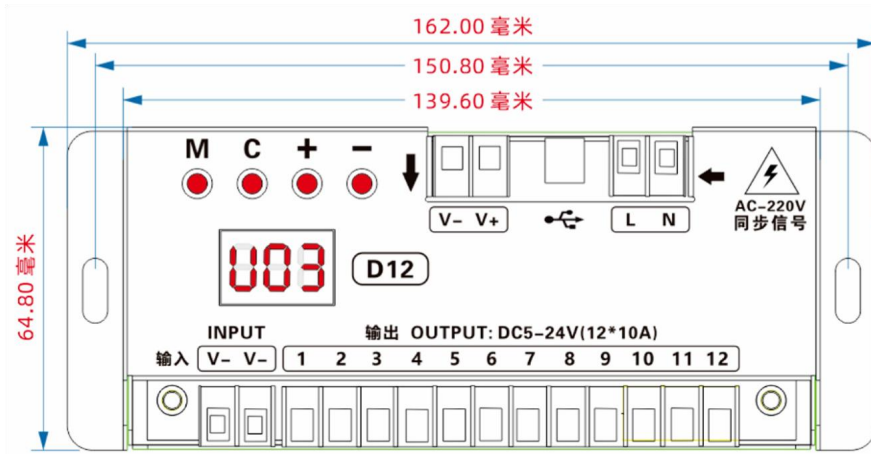 162.00 毫米
150.80 毫米
139.60 毫米
64.80 毫米
M C + −
V− V+
L N
AC-220V
同步信号
U03
D12
INPUT
输出 OUTPUT: DC5-24V(12*10A)
输入 V− V− 1 2 3 4 5 6 7 8 9 10 11 12